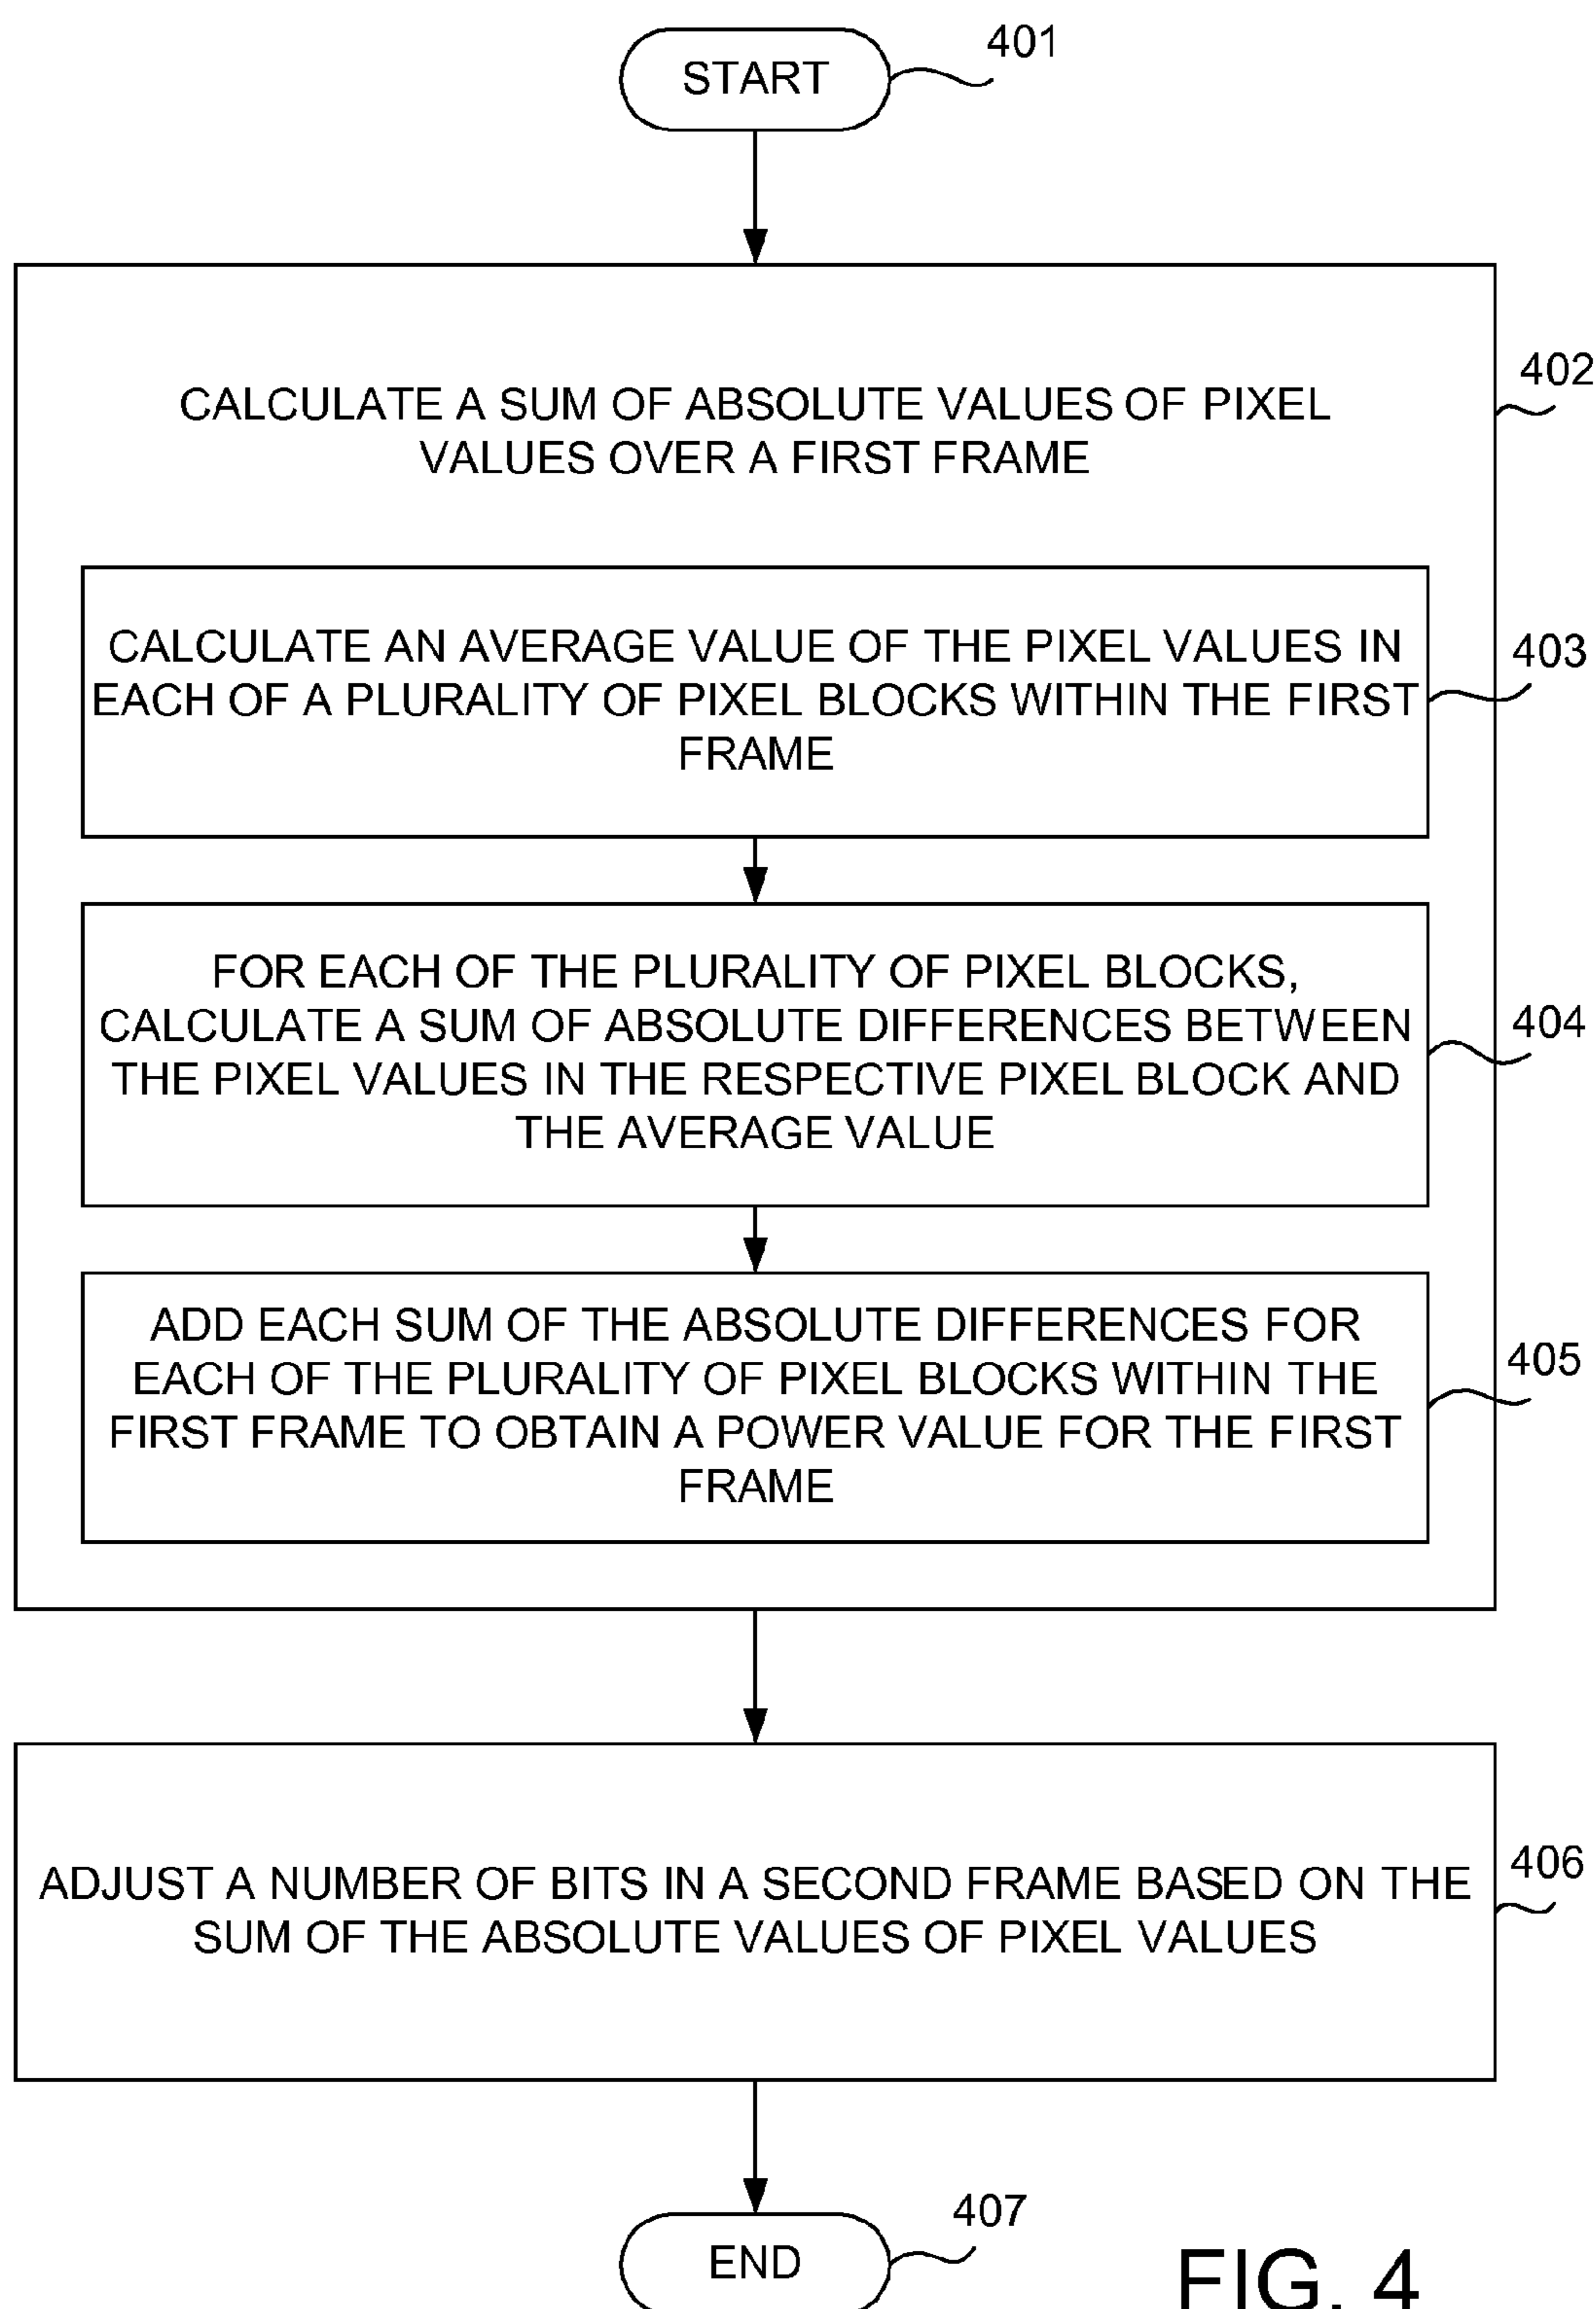 START
401
CALCULATE A SUM OF ABSOLUTE VALUES OF PIXEL
VALUES OVER A FIRST FRAME
402
CALCULATE AN AVERAGE VALUE OF THE PIXEL VALUES IN
EACH OF A PLURALITY OF PIXEL BLOCKS WITHIN THE FIRST
FRAME
403
FOR EACH OF THE PLURALITY OF PIXEL BLOCKS,
CALCULATE A SUM OF ABSOLUTE DIFFERENCES BETWEEN
THE PIXEL VALUES IN THE RESPECTIVE PIXEL BLOCK AND
THE AVERAGE VALUE
404
ADD EACH SUM OF THE ABSOLUTE DIFFERENCES FOR
EACH OF THE PLURALITY OF PIXEL BLOCKS WITHIN THE
FIRST FRAME TO OBTAIN A POWER VALUE FOR THE FIRST
FRAME
405
ADJUST A NUMBER OF BITS IN A SECOND FRAME BASED ON THE
SUM OF THE ABSOLUTE VALUES OF PIXEL VALUES
406
END
407
FIG. 4